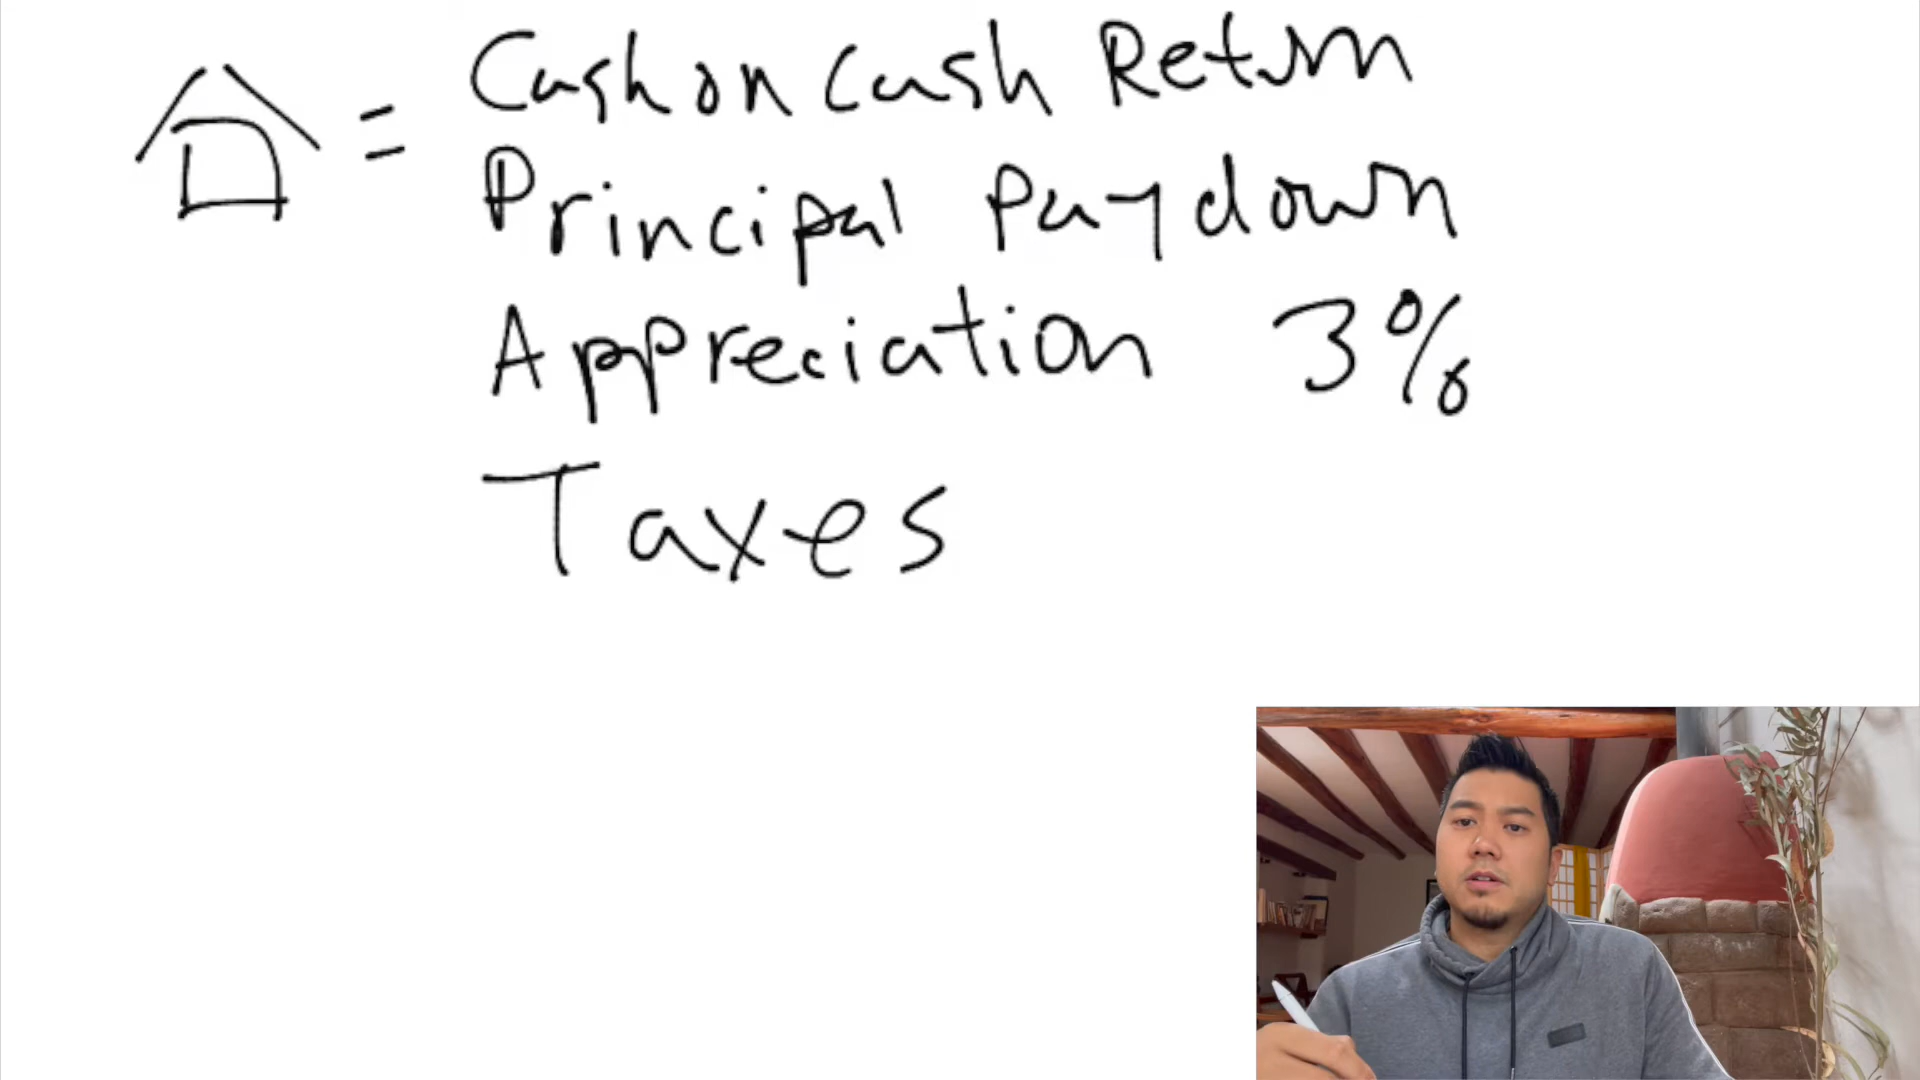 = Cash on Cash Return
Principal Paydown
Appreciation 3%
Taxes